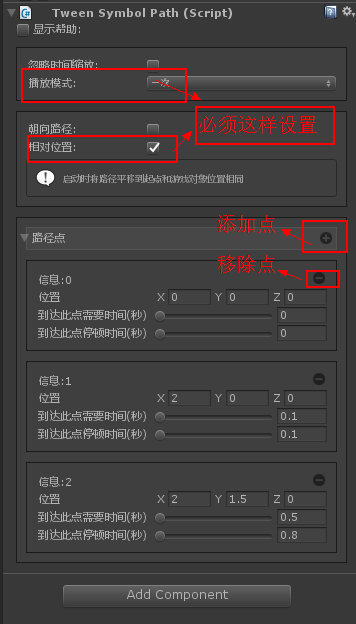 Tween Symbol Path (Script)
显示帮助:
忽略时间缩放:
播放模式: 一次
必须这样设置
朝向路径:
相对位置:
启动时将路径平移到起点和游戏对象位置相同
添加点
路径点
移除点
信息:0
位置 X 0 Y 0 Z 0
到达此点需要时间(秒) 0
到达此点停顿时间(秒) 0
信息:1
位置 X 2 Y 0 Z 0
到达此点需要时间(秒) 0.1
到达此点停顿时间(秒) 0.1
信息:2
位置 X 2 Y 1.5 Z 0
到达此点需要时间(秒) 0.5
到达此点停顿时间(秒) 0.8
Add Component